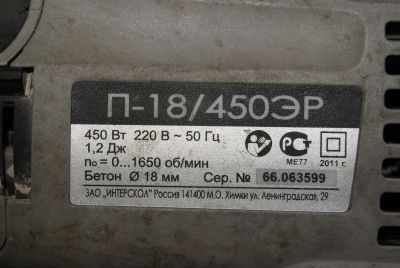 П-18/450ЭР
450 Вт 220 В ~ 50 Гц
1,2 Дж
n₀ = 0...1650 об/мин
МЕ77 2011 г.
Бетон Ø 18 мм Сер. № 66.063599
ЗАО „ИНТЕРСКОЛ" Россия 141400 М.О. Химки ул. Ленинградская, 29